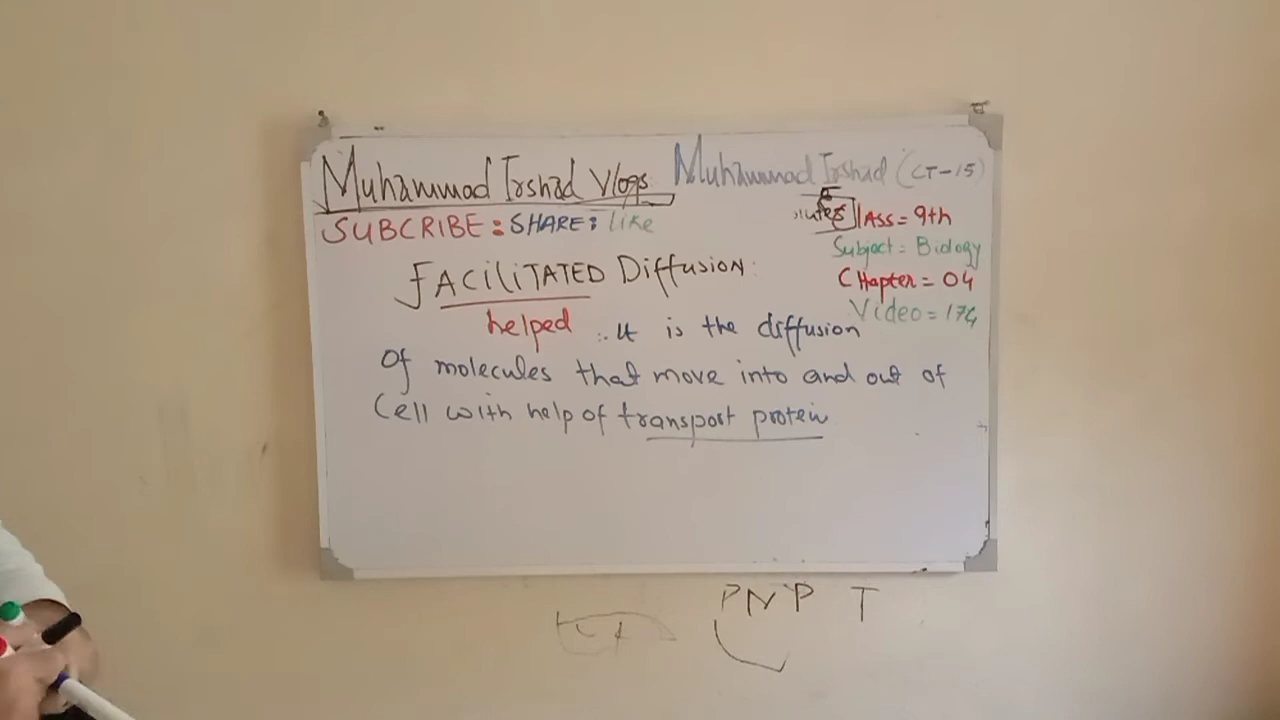 Muhammad Irshad Vlogs
Muhammad Irshad (CT-15)
SUBCRIBE: SHARE: like
Class = 9th
Subject = Biology
CHapter = 04
Video = 174
FACILITATED Diffusion
helped
It is the diffusion
Of molecules that move into and out of
Cell with help of transport protein
PNP T